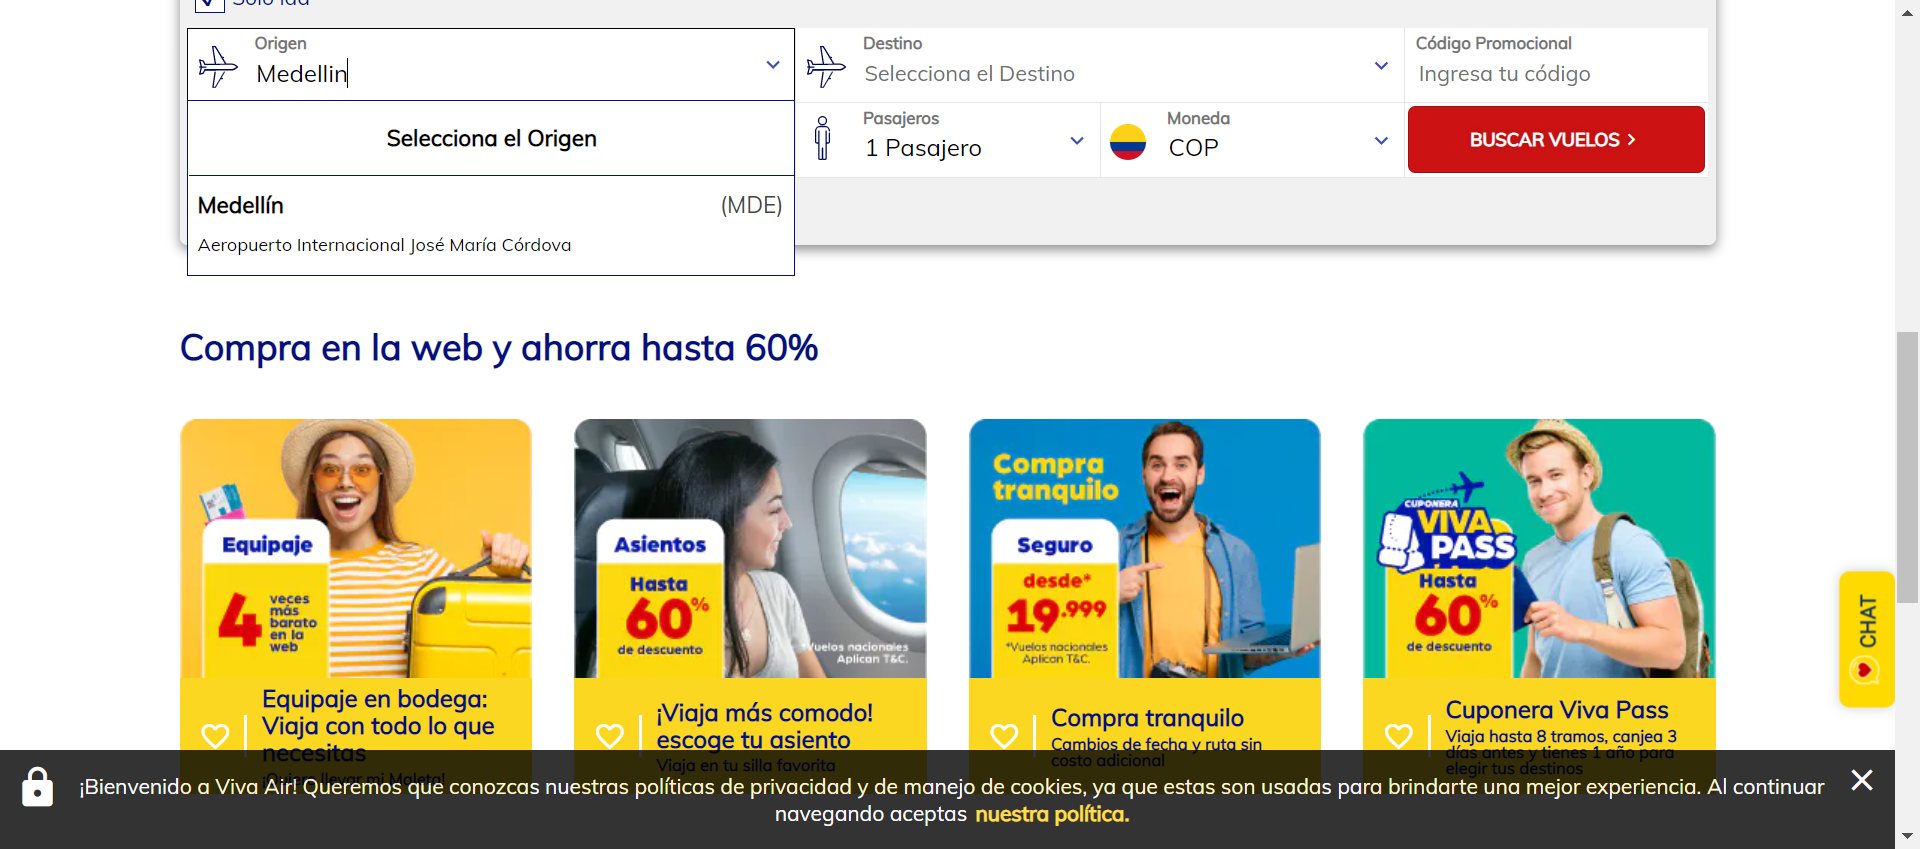 Solo Ida
Origen
Medellin
Destino
Selecciona el Destino
Código Promocional
Ingresa tu código
Selecciona el Origen
Pasajeros
1 Pasajero
Moneda
COP
BUSCAR VUELOS
Medellín (MDE)
Aeropuerto Internacional José María Córdova
Compra en la web y ahorra hasta 60%
Equipaje
4 veces
más
barato
en la
web
Equipaje en bodega:
Viaja con todo lo que
necesitas
¡Quiero llevar mi Maleta!
Asientos
Hasta
60%
de descuento
*Vuelos nacionales
Aplican T&C.
¡Viaja más comodo!
escoge tu asiento
Viaja en tu silla favorita
Compra
tranquilo
Seguro
desde*
19.999
*Vuelos nacionales
Aplican T&C.
Compra tranquilo
Cambios de fecha y ruta sin
costo adicional
CUPONERA
VIVA
PASS
Hasta
60%
de descuento
Cuponera Viva Pass
Viaja hasta 8 tramos, canjea 3
días antes y tienes 1 año para
elegir tus destinos
CHAT
¡Bienvenido a Viva Air! Queremos que conozcas nuestras políticas de privacidad y de manejo de cookies, ya que estas son usadas para brindarte una mejor experiencia. Al continuar
navegando aceptas nuestra política.